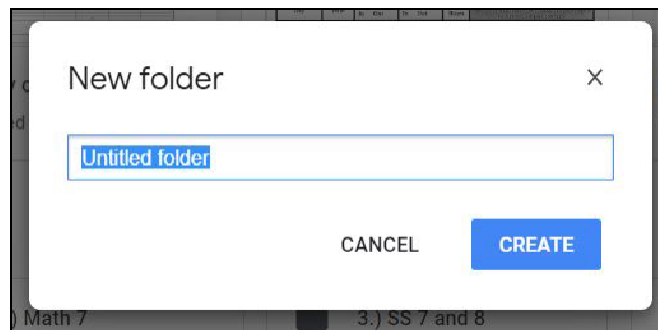 New folder
Untitled folder
CANCEL CREATE
) Math 7 3.) SS 7 and 8